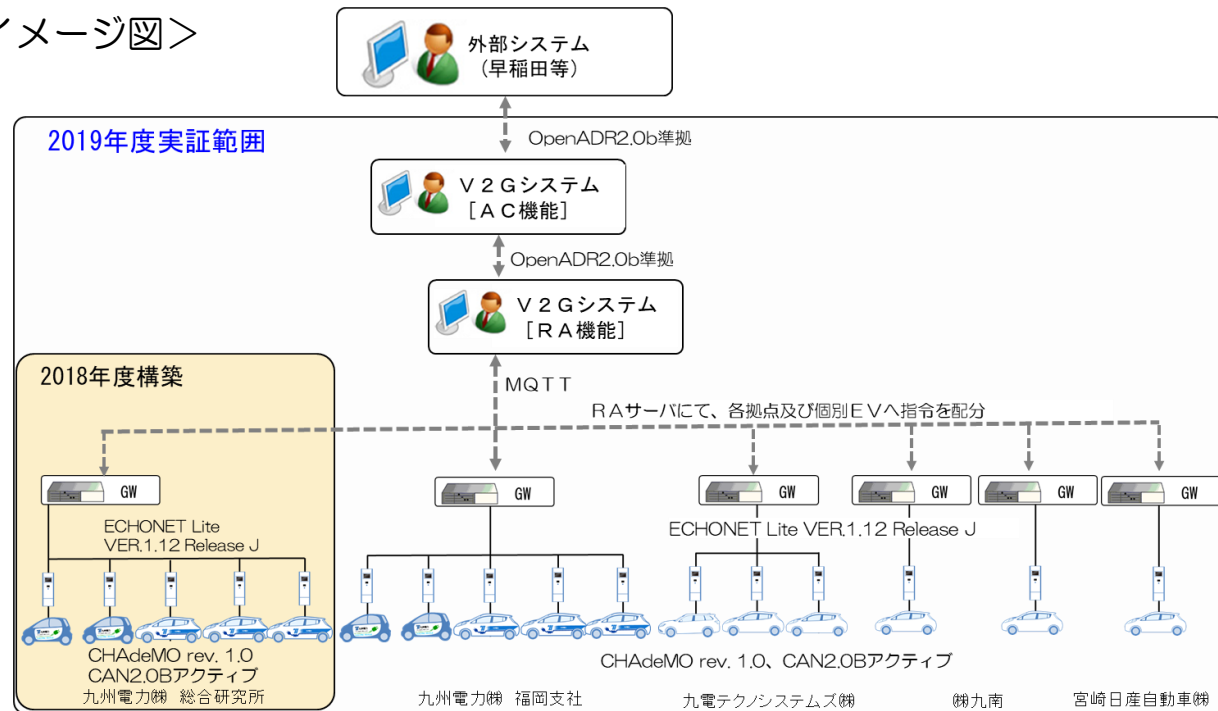 イメージ図＞
外部システム
(早稲田等)
2019年度実証範囲
OpenADR2.0b準拠
Ｖ２Ｇシステム
［ＡＣ機能］
OpenADR2.0b準拠
Ｖ２Ｇシステム
［ＲＡ機能］
2018年度構築
ＭＱＴＴ
ＲＡサーバにて、各拠点及び個別ＥＶへ指令を配分
GW
GW
GW
GW
GW
GW
ECHONET Lite
VER.1.12 Release J
ECHONET Lite VER.1.12 Release J
CHAdeMO rev. 1.0
CAN2.0Bアクティブ
CHAdeMO rev. 1.0、CAN2.0Bアクティブ
九州電力㈱ 総合研究所
九州電力㈱ 福岡支社
九電テクノシステムズ㈱
㈱九南
宮崎日産自動車㈱